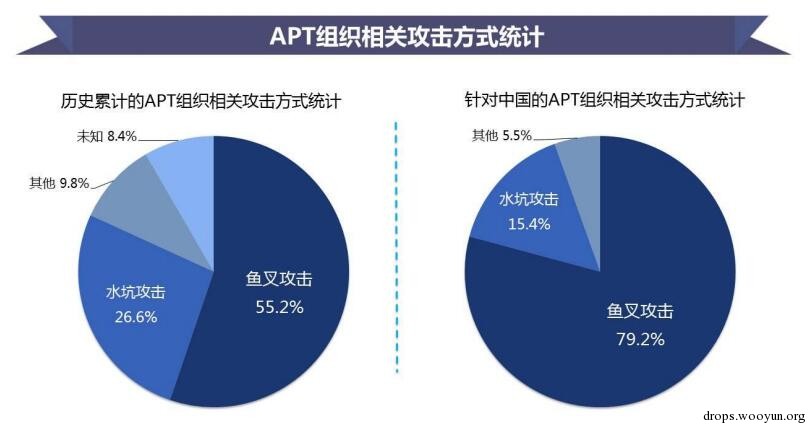 APT组织相关攻击方式统计
历史累计的APT组织相关攻击方式统计
未知 8.4%
其他 9.8%
水坑攻击
26.6%
鱼叉攻击
55.2%
针对中国的APT组织相关攻击方式统计
其他 5.5%
水坑攻击
15.4%
鱼叉攻击
79.2%
drops.wooyun.org